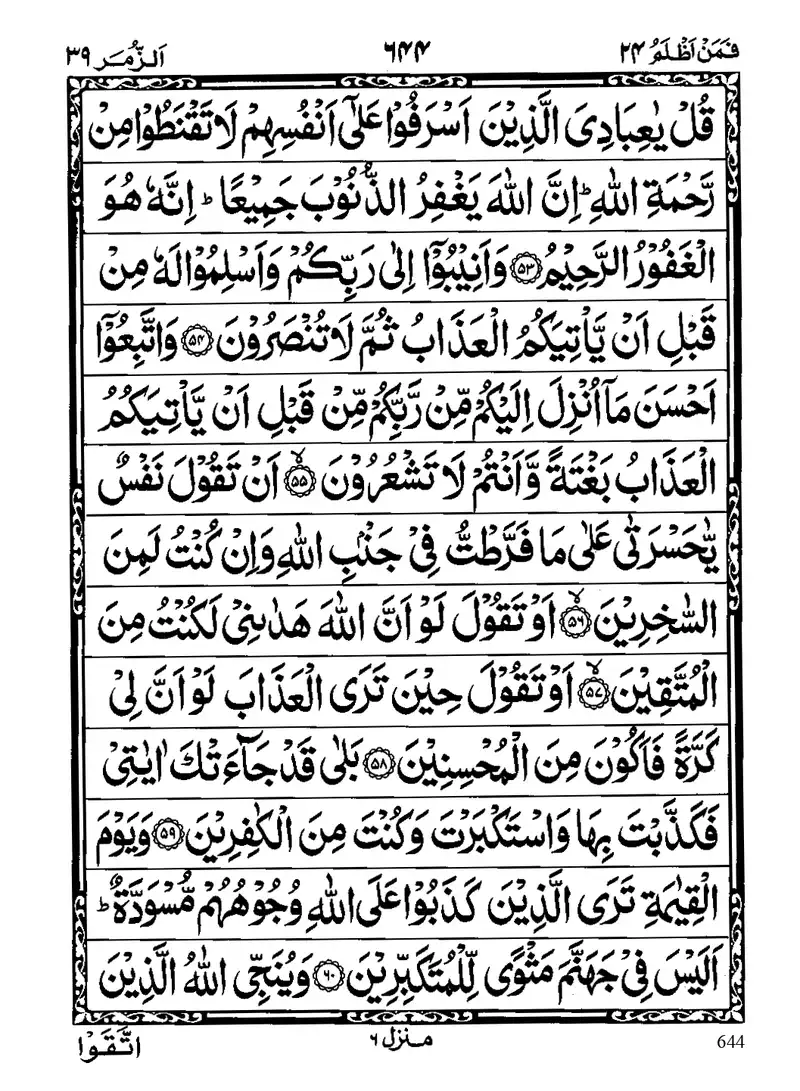 فَمَنْ اَظْلَمُ ۲۴ ۶۴۴ اَلزُّمَر ۳۹
قُلْ يٰعِبَادِىَ الَّذِيْنَ اَسْرَفُوْا عَلٰٓى اَنْفُسِهِمْ لَا تَقْنَطُوْا مِنْ
رَّحْمَةِ اللّٰهِ ؕ اِنَّ اللّٰهَ يَغْفِرُ الذُّنُوْبَ جَمِيْعًا ؕ اِنَّهٗ هُوَ
الْغَفُوْرُ الرَّحِيْمُ ﴿۵۳﴾ وَاَنِيْبُوْٓا اِلٰى رَبِّكُمْ وَاَسْلِمُوْا لَهٗ مِنْ
قَبْلِ اَنْ يَّاْتِيَكُمُ الْعَذَابُ ثُمَّ لَا تُنْصَرُوْنَ ﴿۵۴﴾ وَاتَّبِعُوْٓا
اَحْسَنَ مَآ اُنْزِلَ اِلَيْكُمْ مِّنْ رَّبِّكُمْ مِّنْ قَبْلِ اَنْ يَّاْتِيَكُمُ
الْعَذَابُ بَغْتَةً وَّاَنْتُمْ لَا تَشْعُرُوْنَ ۙ﴿۵۵﴾ اَنْ تَقُوْلَ نَفْسٌ
يّٰحَسْرَتٰى عَلٰى مَا فَرَّطْتُّ فِىْ جَنْۢبِ اللّٰهِ وَاِنْ كُنْتُ لَمِنَ
السّٰخِرِيْنَ ۙ﴿۵۶﴾ اَوْ تَقُوْلَ لَوْ اَنَّ اللّٰهَ هَدٰىنِىْ لَكُنْتُ مِنَ
الْمُتَّقِيْنَ ۙ﴿۵۷﴾ اَوْ تَقُوْلَ حِيْنَ تَرَى الْعَذَابَ لَوْ اَنَّ لِىْ
كَرَّةً فَاَكُوْنَ مِنَ الْمُحْسِنِيْنَ ﴿۵۸﴾ بَلٰى قَدْ جَآءَتْكَ اٰيٰتِىْ
فَكَذَّبْتَ بِهَا وَاسْتَكْبَرْتَ وَكُنْتَ مِنَ الْكٰفِرِيْنَ ﴿۵۹﴾ وَيَوْمَ
الْقِيٰمَةِ تَرَى الَّذِيْنَ كَذَبُوْا عَلَى اللّٰهِ وُجُوْهُهُمْ مُّسْوَدَّةٌ ؕ
اَلَيْسَ فِىْ جَهَنَّمَ مَثْوًى لِّلْمُتَكَبِّرِيْنَ ﴿۶۰﴾ وَيُنَجِّى اللّٰهُ الَّذِيْنَ
اتَّقَوْا منزل ۶ 644